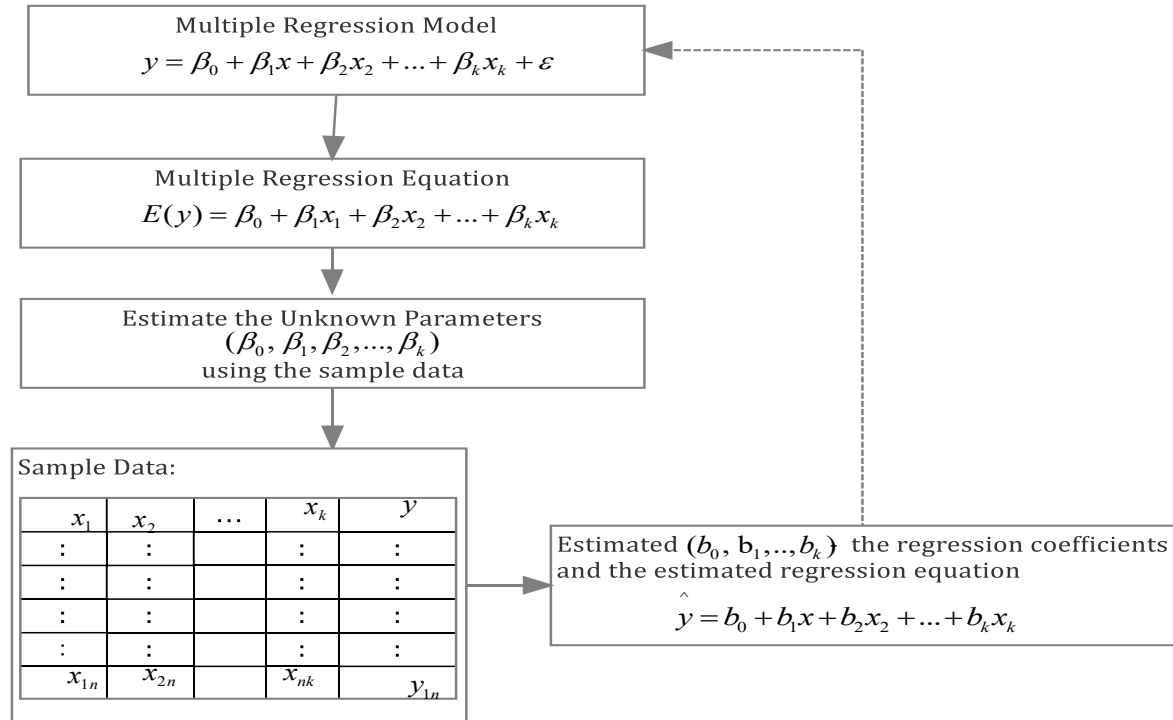 Multiple Regression Model
y = β₀ + β₁x + β₂x₂ + ... + βₖxₖ + ε
Multiple Regression Equation
E(y) = β₀ + β₁x₁ + β₂x₂ + ... + βₖxₖ
Estimate the Unknown Parameters
(β₀, β₁, β₂,..., βₖ)
using the sample data
Sample Data:
x₁ x₂ ... xₖ y
: : : :
: : : :
: : : :
: : : :
x₁ₙ x₂ₙ xₙₖ y₁ₙ
Estimated (b₀, b₁,..,bₖ) the regression coefficients
and the estimated regression equation
ŷ = b₀ + b₁x + b₂x₂ + ... + bₖxₖ